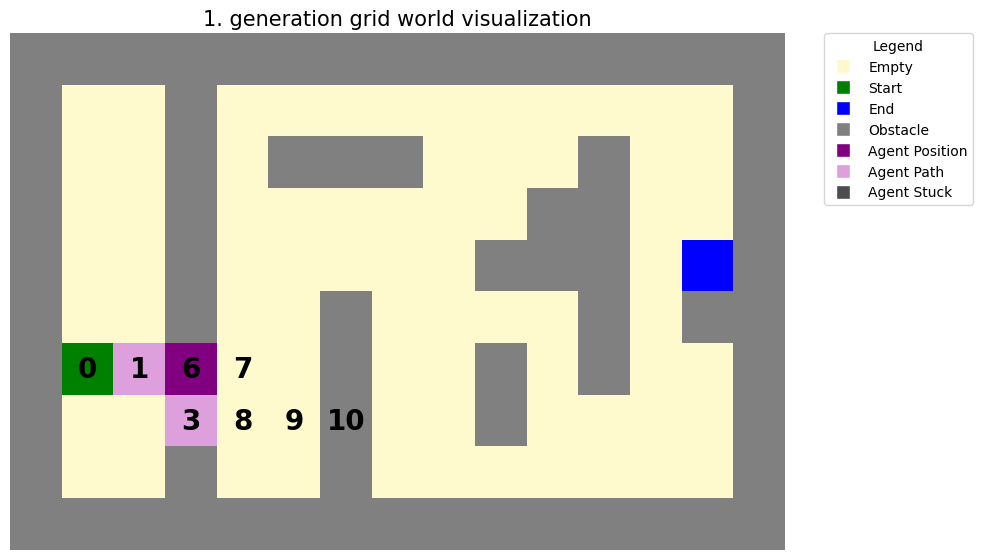 1. generation grid world visualization
Legend
Empty
Start
End
Obstacle
Agent Position
Agent Path
Agent Stuck
0 1 6 7
3 8 9 10